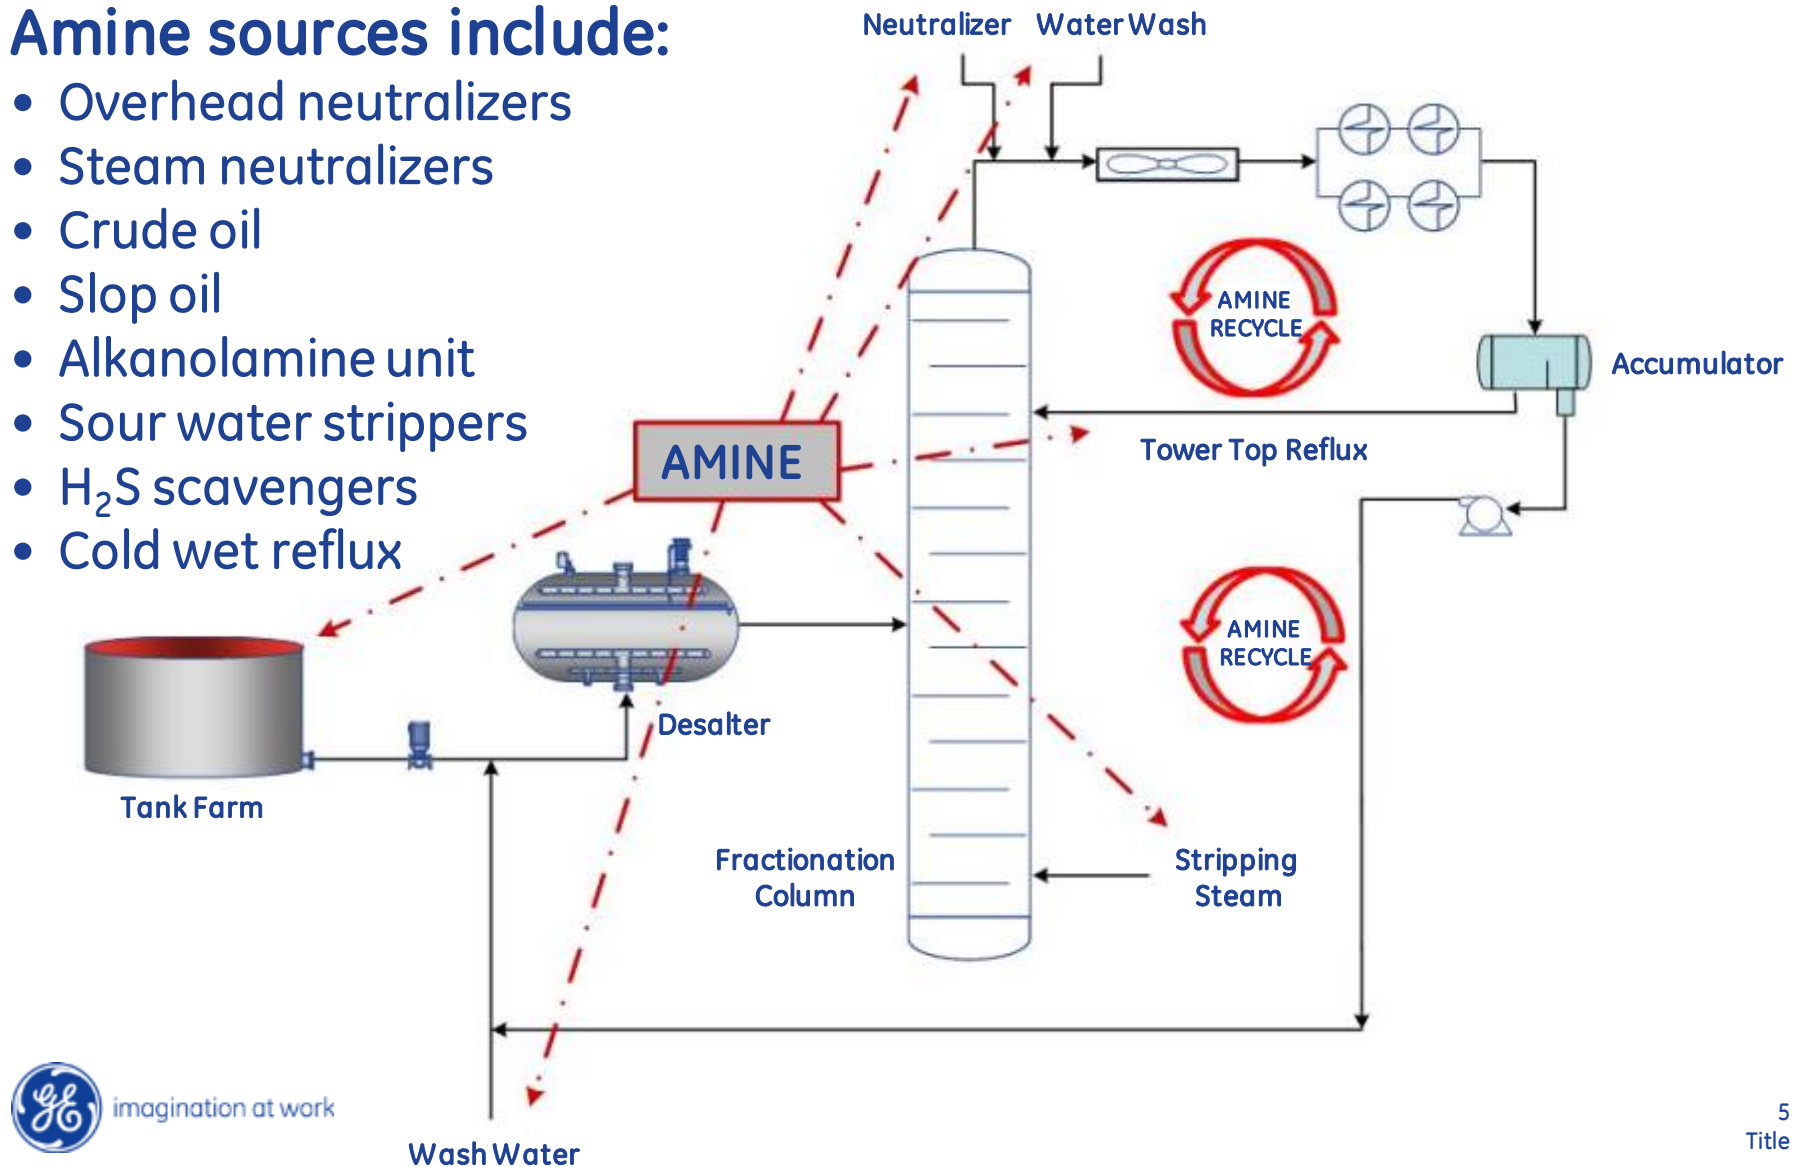 Amine sources include:
• Overhead neutralizers
• Steam neutralizers
• Crude oil
• Slop oil
• Alkanolamine unit
• Sour water strippers
• H₂S scavengers
• Cold wet reflux
Neutralizer
Water Wash
AMINE
RECYCLE
Accumulator
Tower Top Reflux
AMINE
AMINE
RECYCLE
Desalter
Tank Farm
Fractionation
Column
Stripping
Steam
Wash Water
GE
imagination at work
5
Title